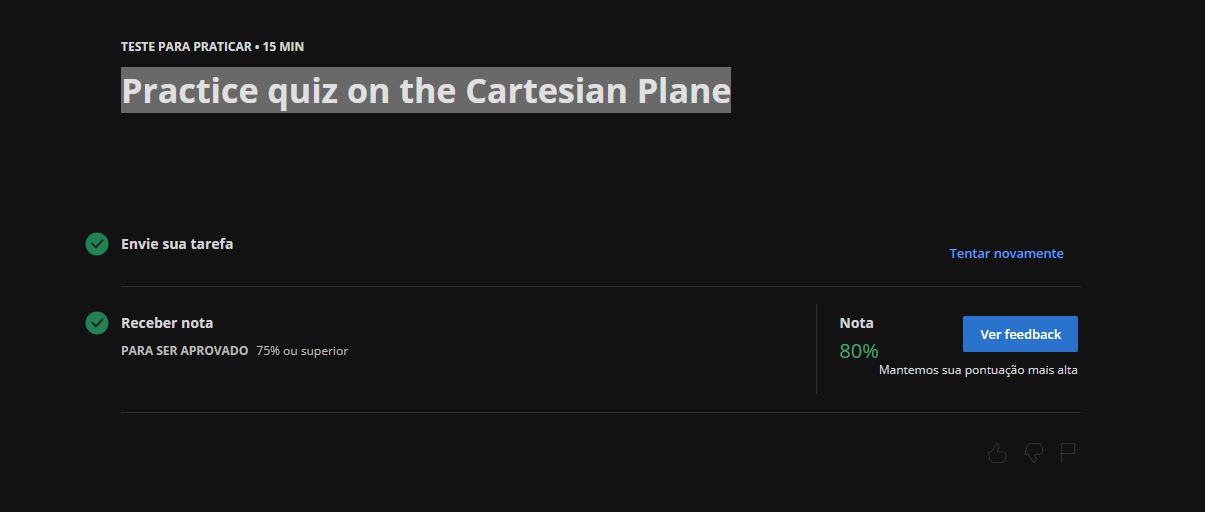 TESTE PARA PRATICAR • 15 MIN
Practice quiz on the Cartesian Plane
Envie sua tarefa
Tentar novamente
Receber nota
PARA SER APROVADO 75% ou superior
Nota
80%
Ver feedback
Mantemos sua pontuação mais alta